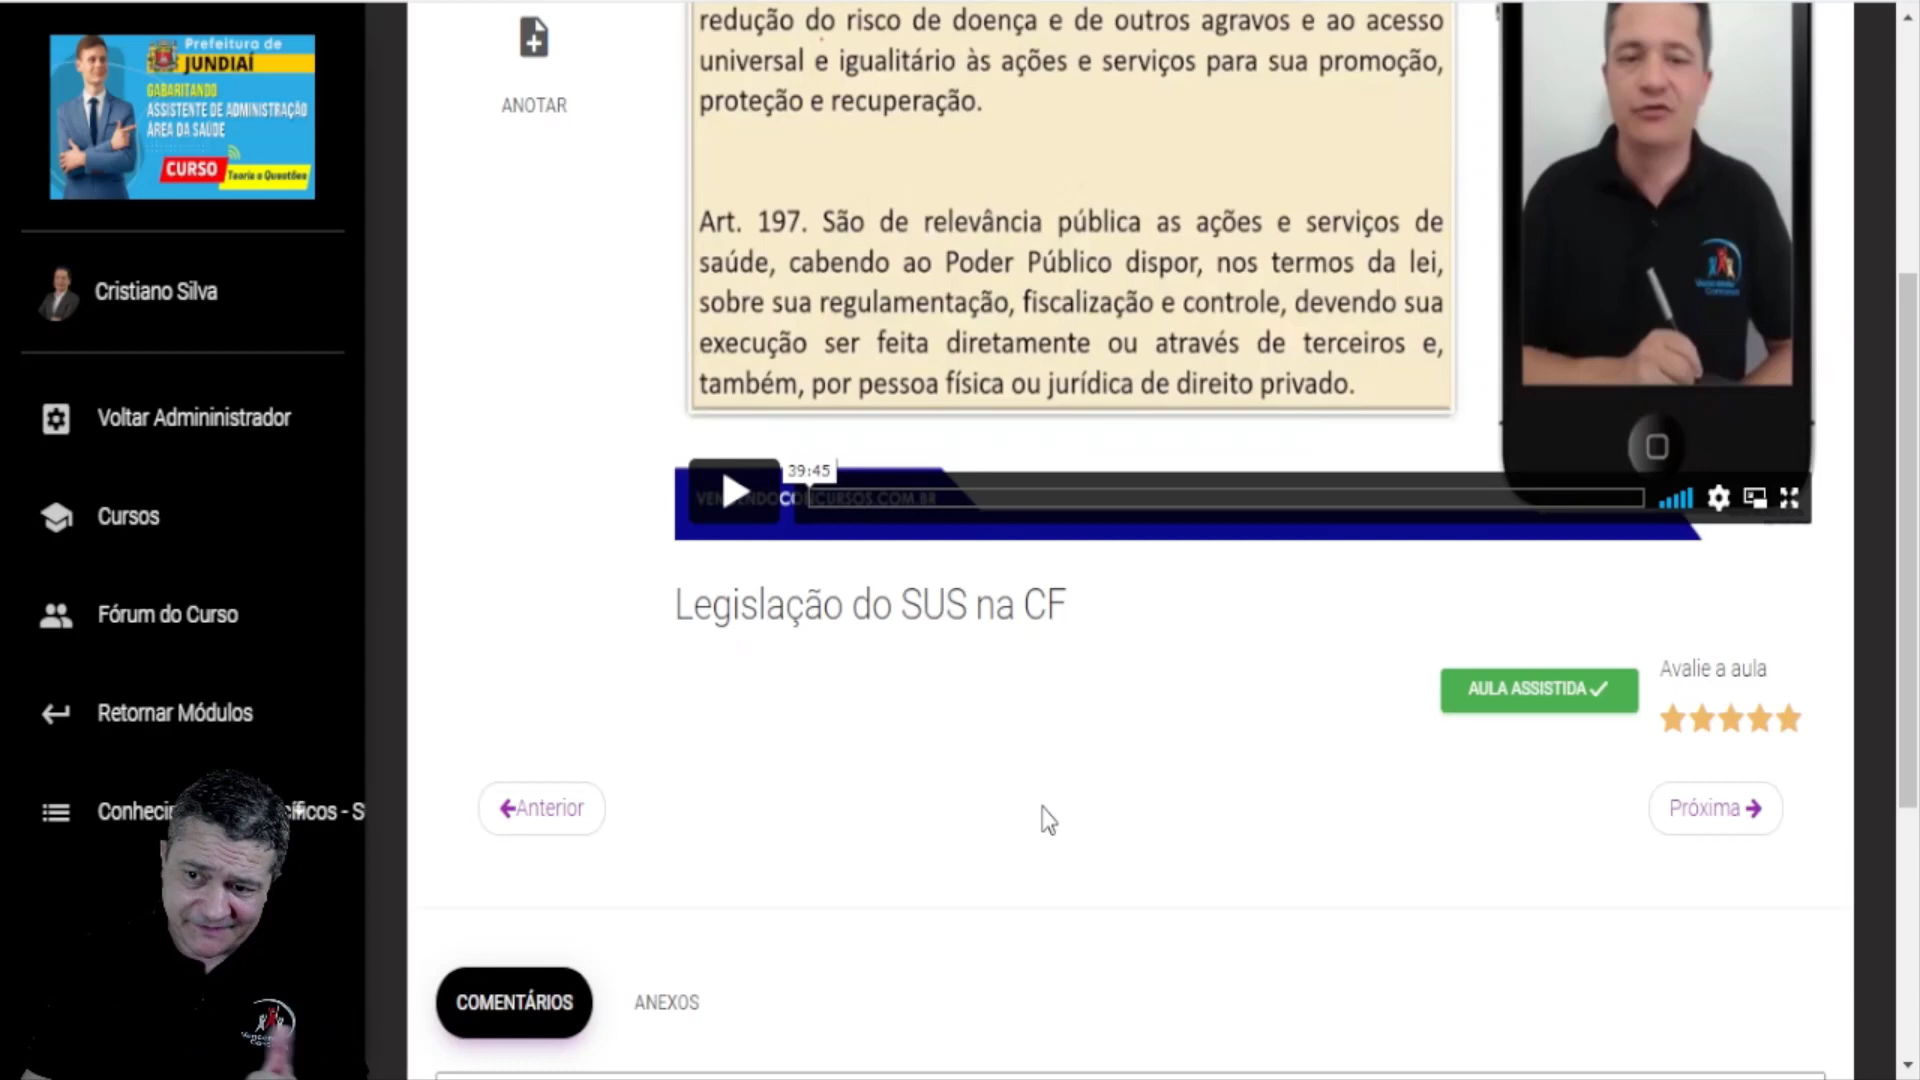 Prefeitura de
JUNDIAÍ
GABARITANDO
ASSISTENTE DE ADMINISTRAÇÃO
ÁREA DA SAÚDE
CURSO
Teoria e Questões
Cristiano Silva
Voltar Admininistrador
Cursos
Fórum do Curso
Retornar Módulos
ficos - S
ANOTAR
redução do risco de doença e de outros agravos e ao acesso
universal e igualitário às ações e serviços para sua promoção,
proteção e recuperação.
Art. 197. São de relevância pública as ações e serviços de
saúde, cabendo ao Poder Público dispor, nos termos da lei,
sobre sua regulamentação, fiscalização e controle, devendo sua
execução ser feita diretamente ou através de terceiros e,
também, por pessoa física ou jurídica de direito privado.
39:45
VENCENDOCONCURSOS.COM.BR
Legislação do SUS na CF
AULA ASSISTIDA
Avalie a aula
Anterior
Próxima
COMENTÁRIOS
ANEXOS